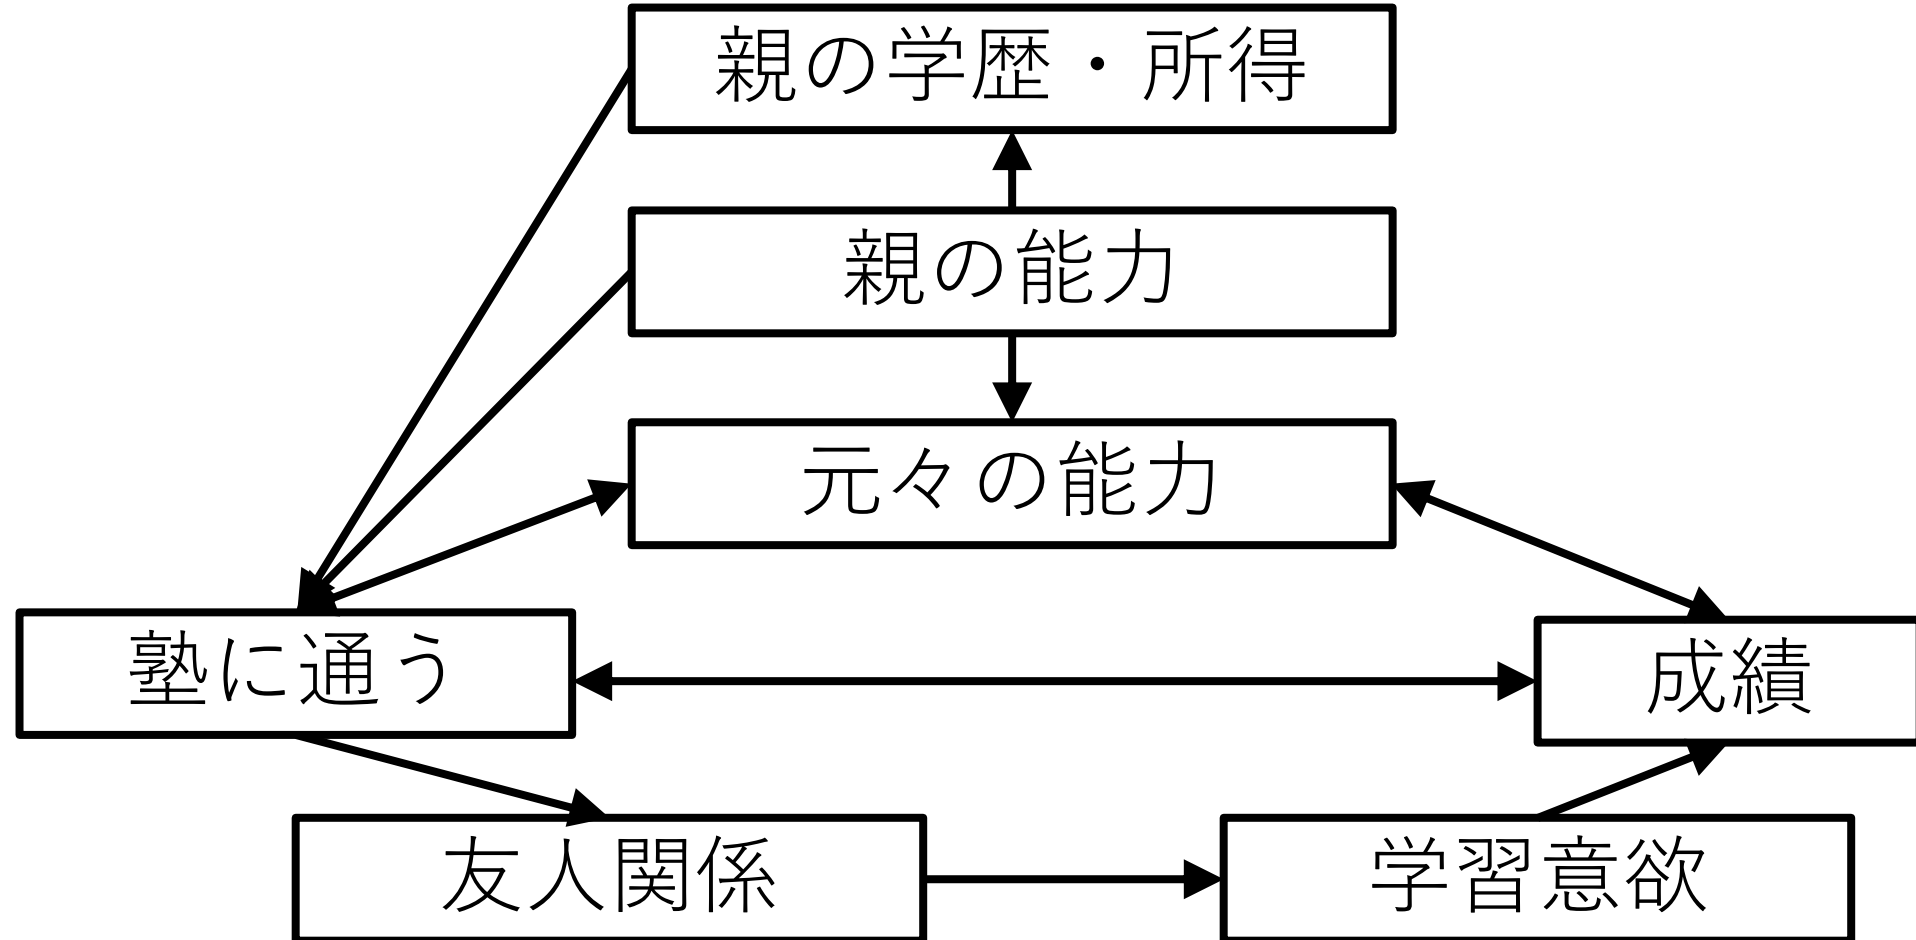 親の学歴・所得
親の能力
元々の能力
塾に通う
成績
友人関係
学習意欲